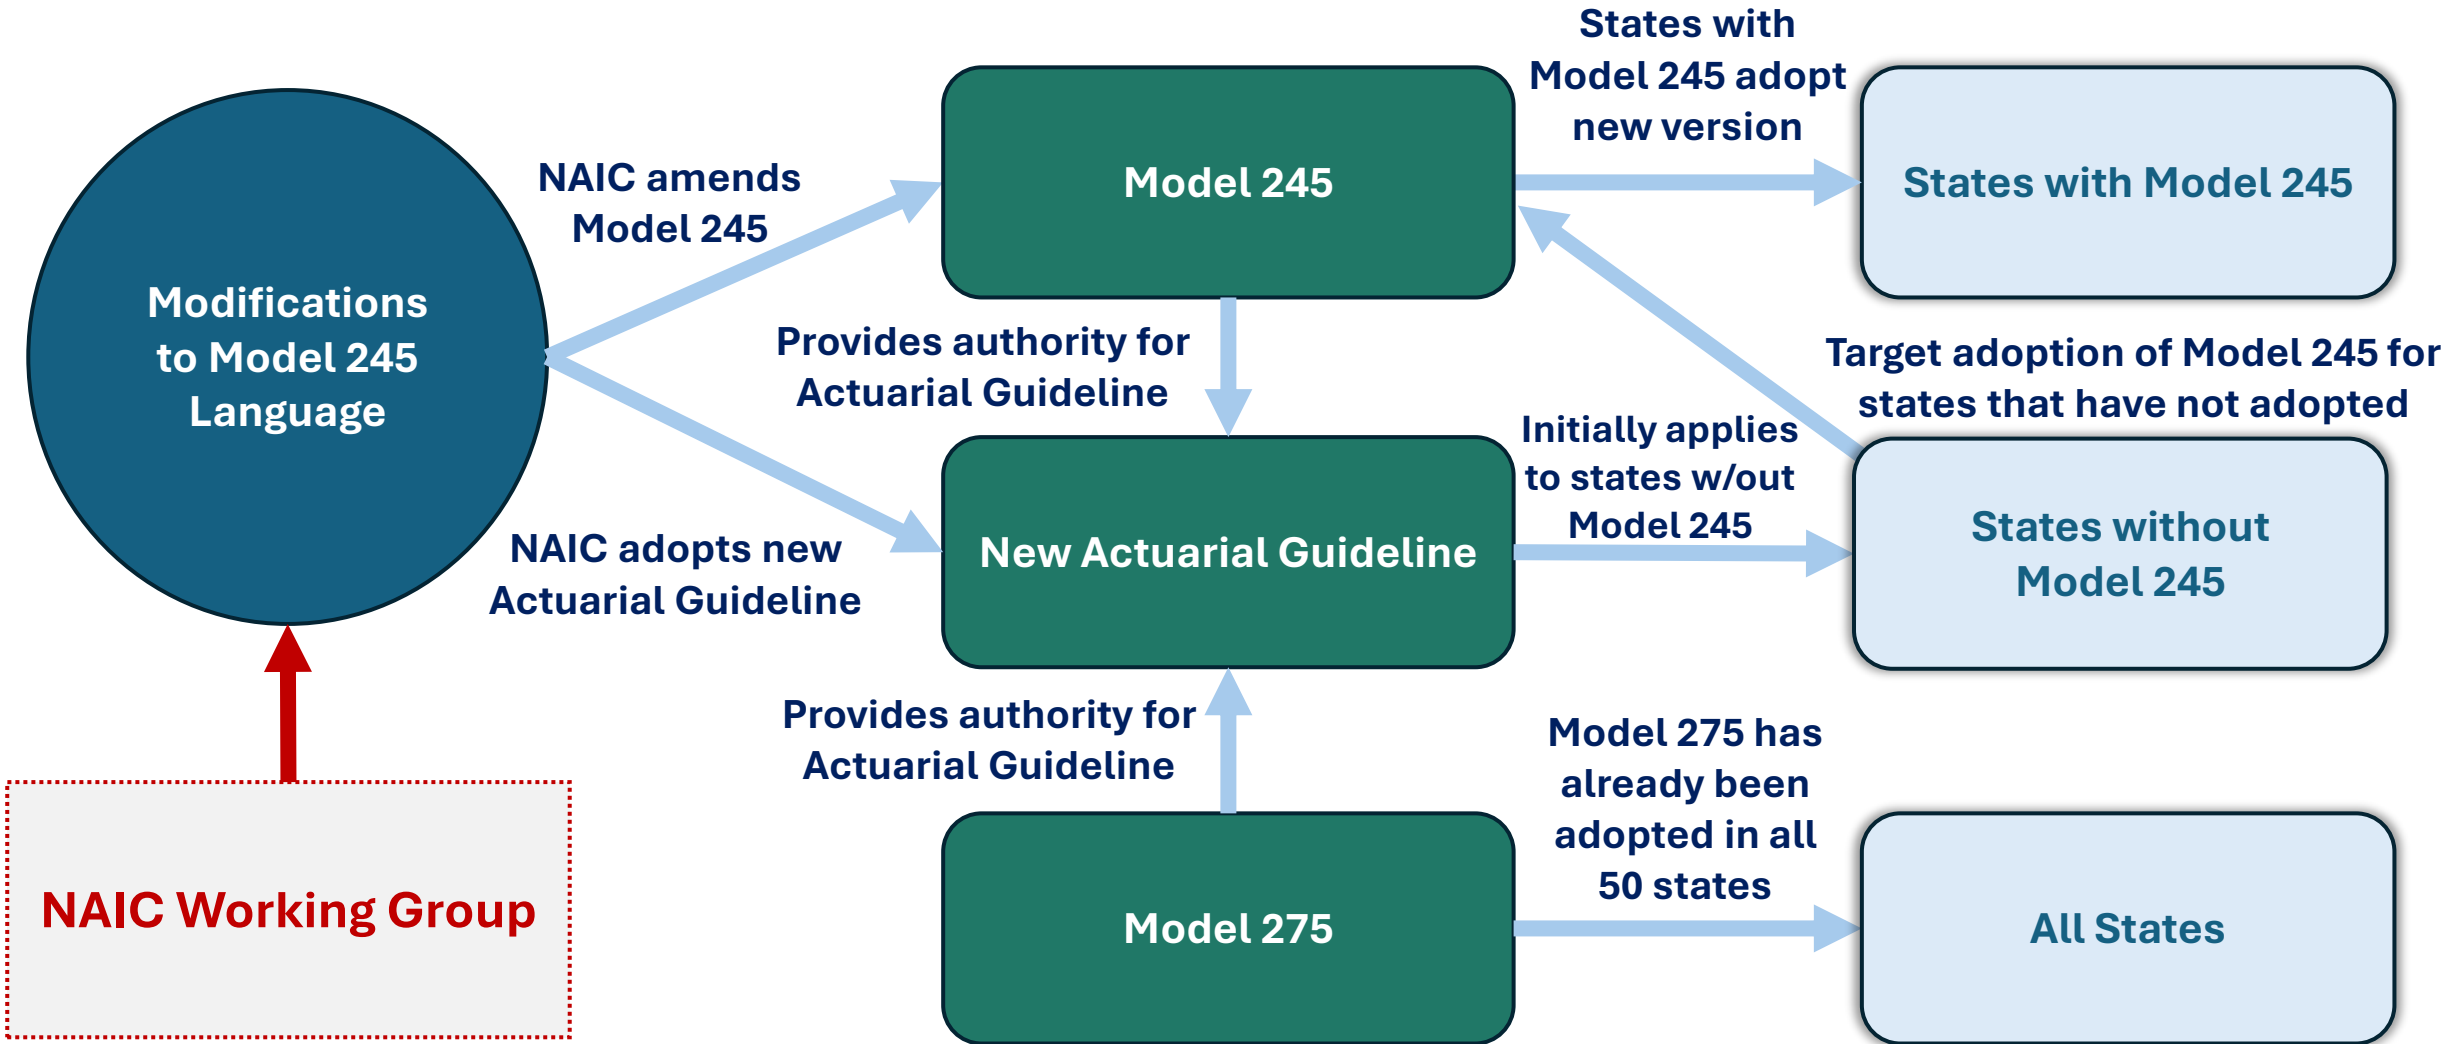 Modifications
to Model 245
Language
NAIC Working Group
NAIC amends
Model 245
NAIC adopts new
Actuarial Guideline
Model 245
Provides authority for
Actuarial Guideline
New Actuarial Guideline
Provides authority for
Actuarial Guideline
Model 275
States with
Model 245 adopt
new version
States with Model 245
Target adoption of Model 245 for
states that have not adopted
Initially applies
to states w/out
Model 245
States without
Model 245
Model 275 has
already been
adopted in all
50 states
All States